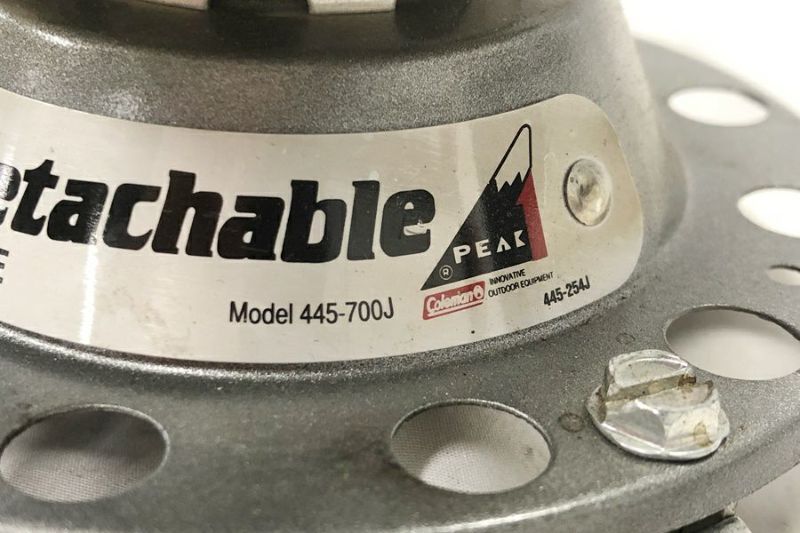 etachable
E
Model 445-700J
PEAK
®
Coleman
INNOVATIVE
OUTDOOR EQUIPMENT
445-254J